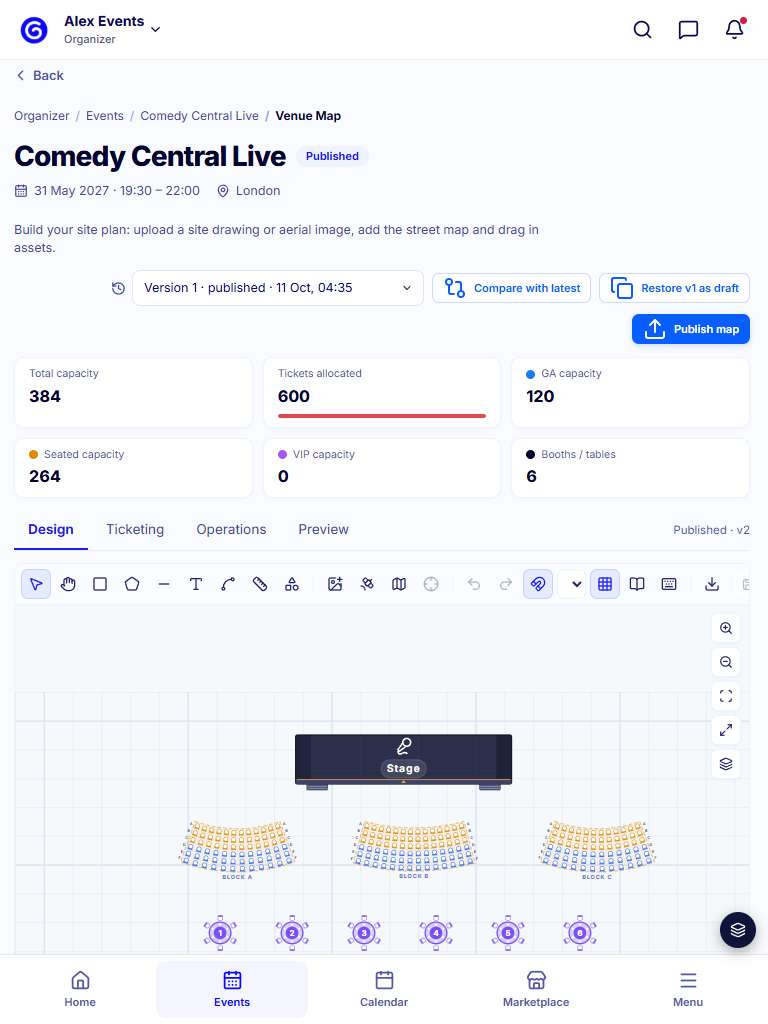 Alex Events
Organizer
Back
Organizer / Events / Comedy Central Live / Venue Map
Comedy Central Live Published
31 May 2027 · 19:30 – 22:00 London
Build your site plan: upload a site drawing or aerial image, add the street map and drag in
assets.
Version 1 · published · 11 Oct, 04:35 Compare with latest Restore v1 as draft
Publish map
Total capacity Tickets allocated GA capacity
384 600 120
Seated capacity VIP capacity Booths / tables
264 0 6
Design Ticketing Operations Preview Published · v2
Stage
BLOCK A BLOCK B BLOCK C
1 2 3 4 5 6
Home Events Calendar Marketplace Menu